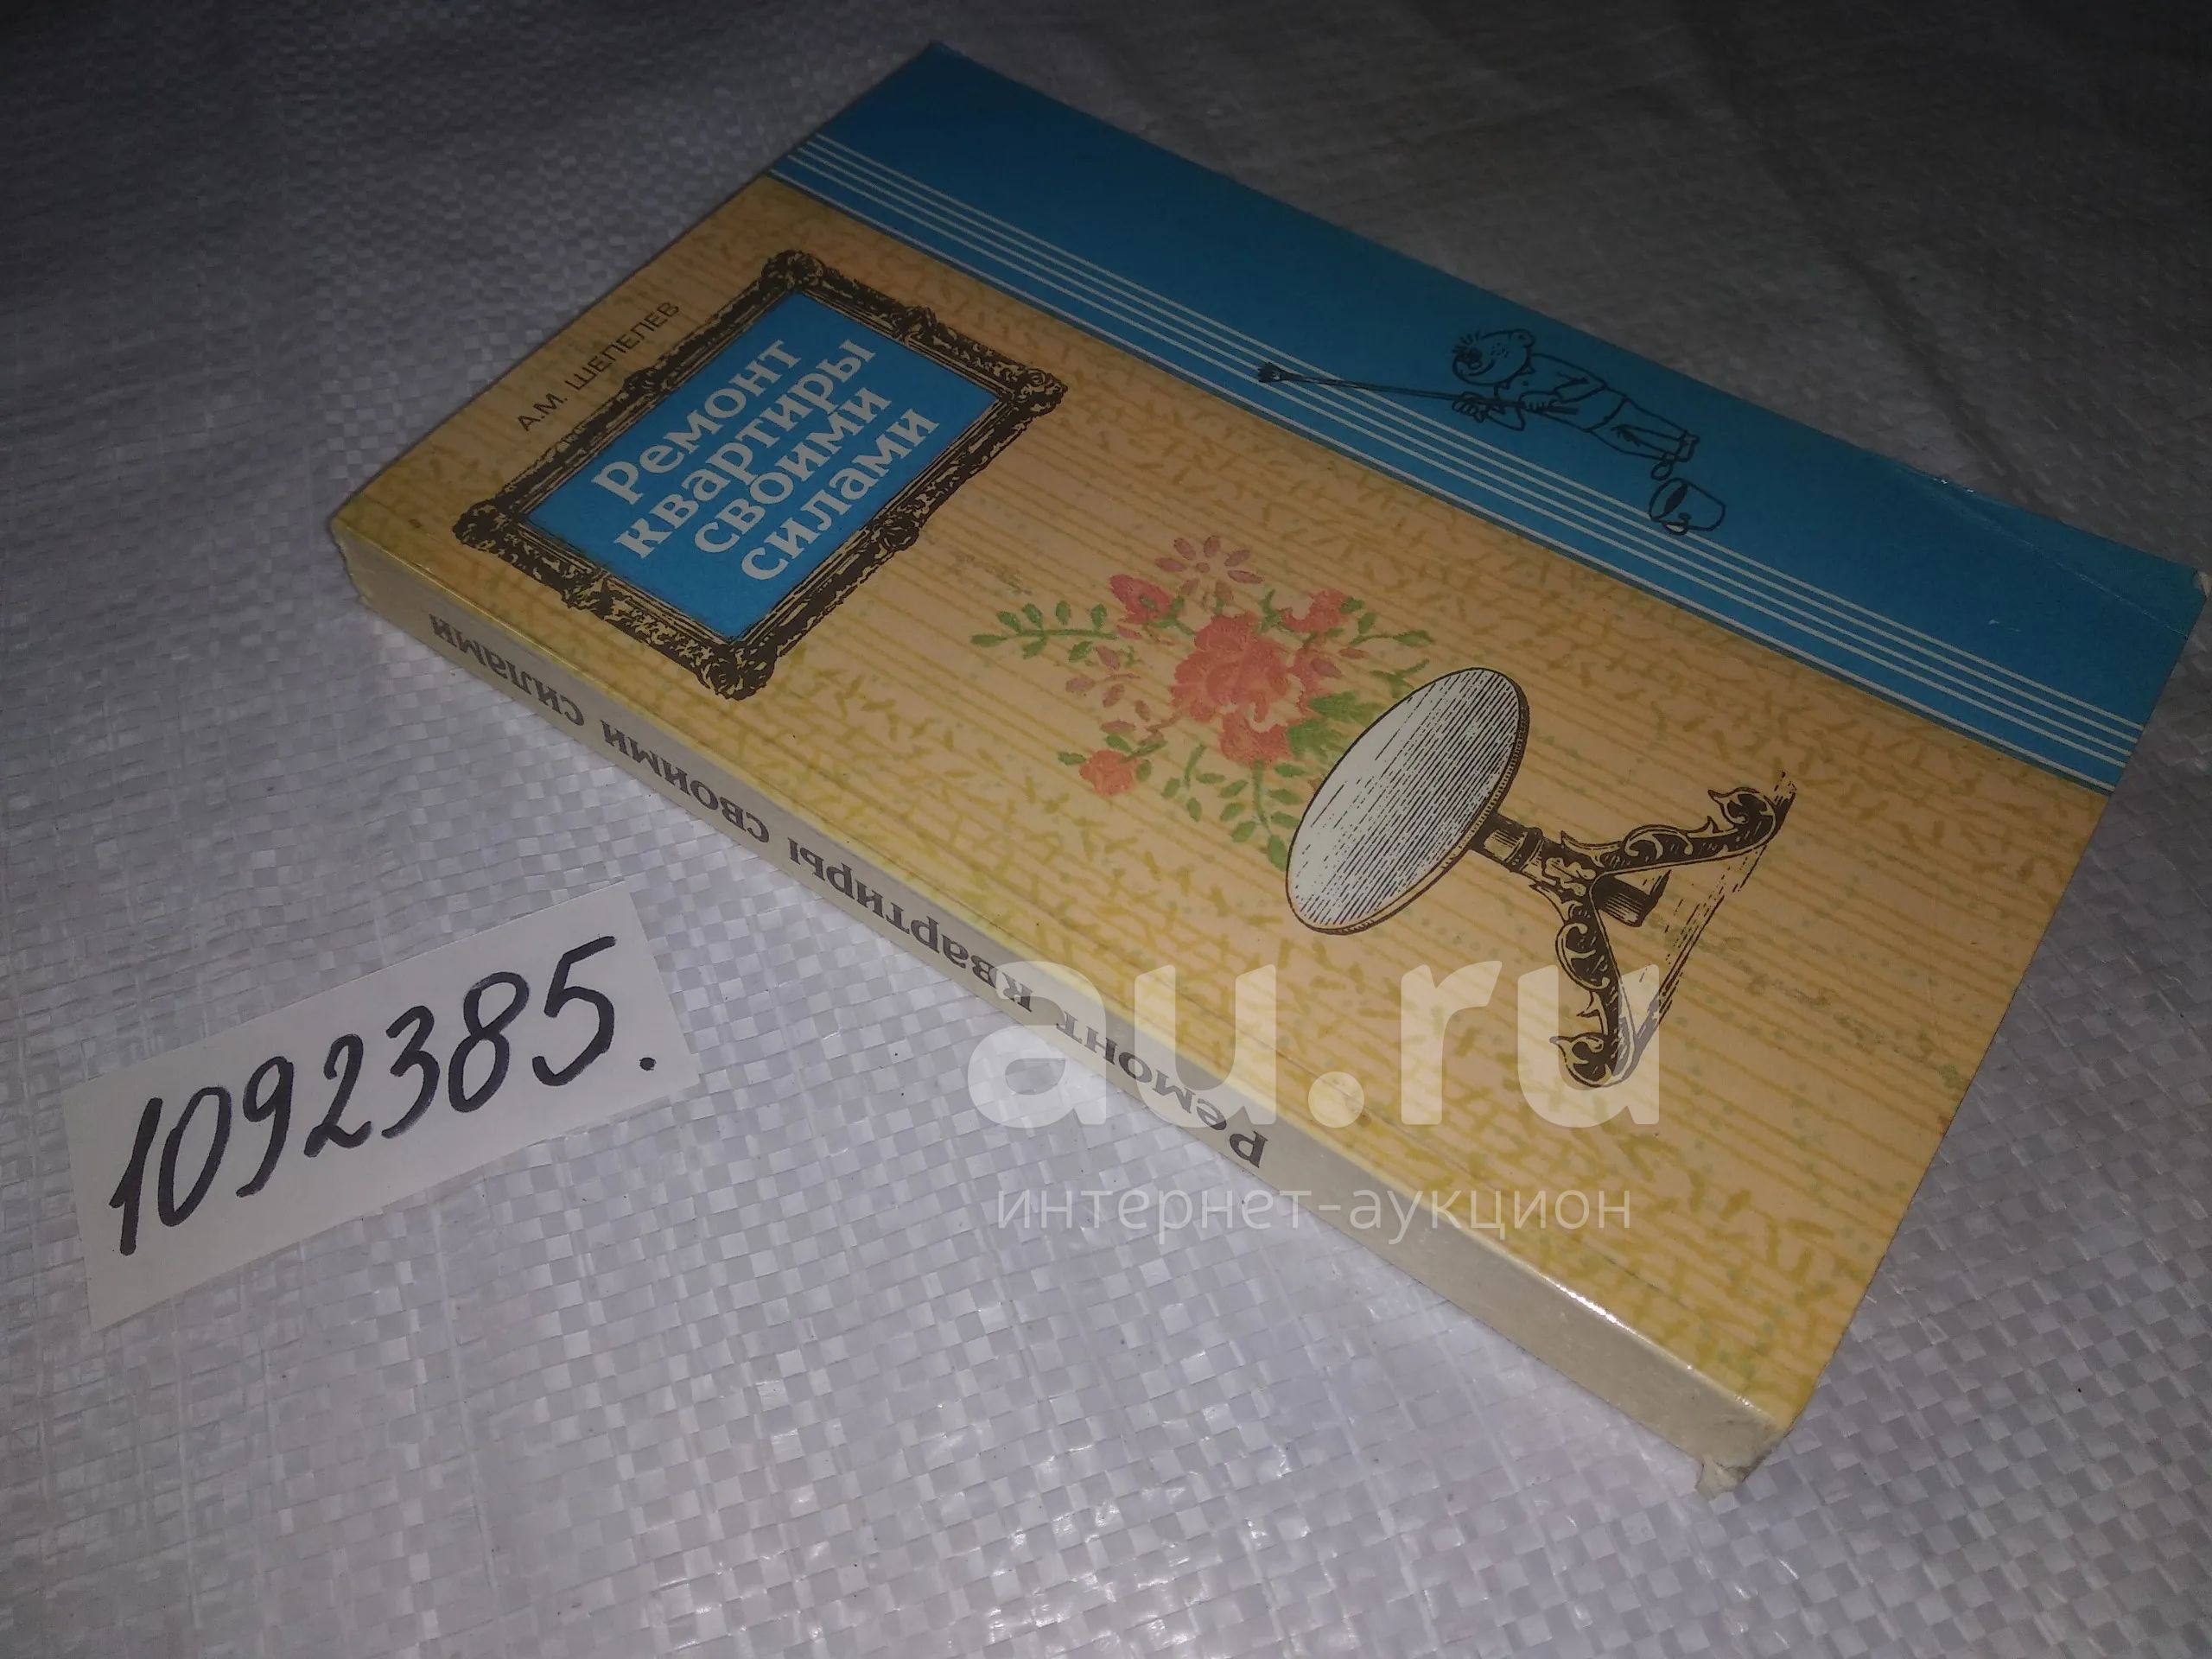 А.М. ШЕПЕЛЕВ
Ремонт
квартиры
своими
силами
Ремонт квартиры своими силами
1092385.
au.ru
интернет-аукцион